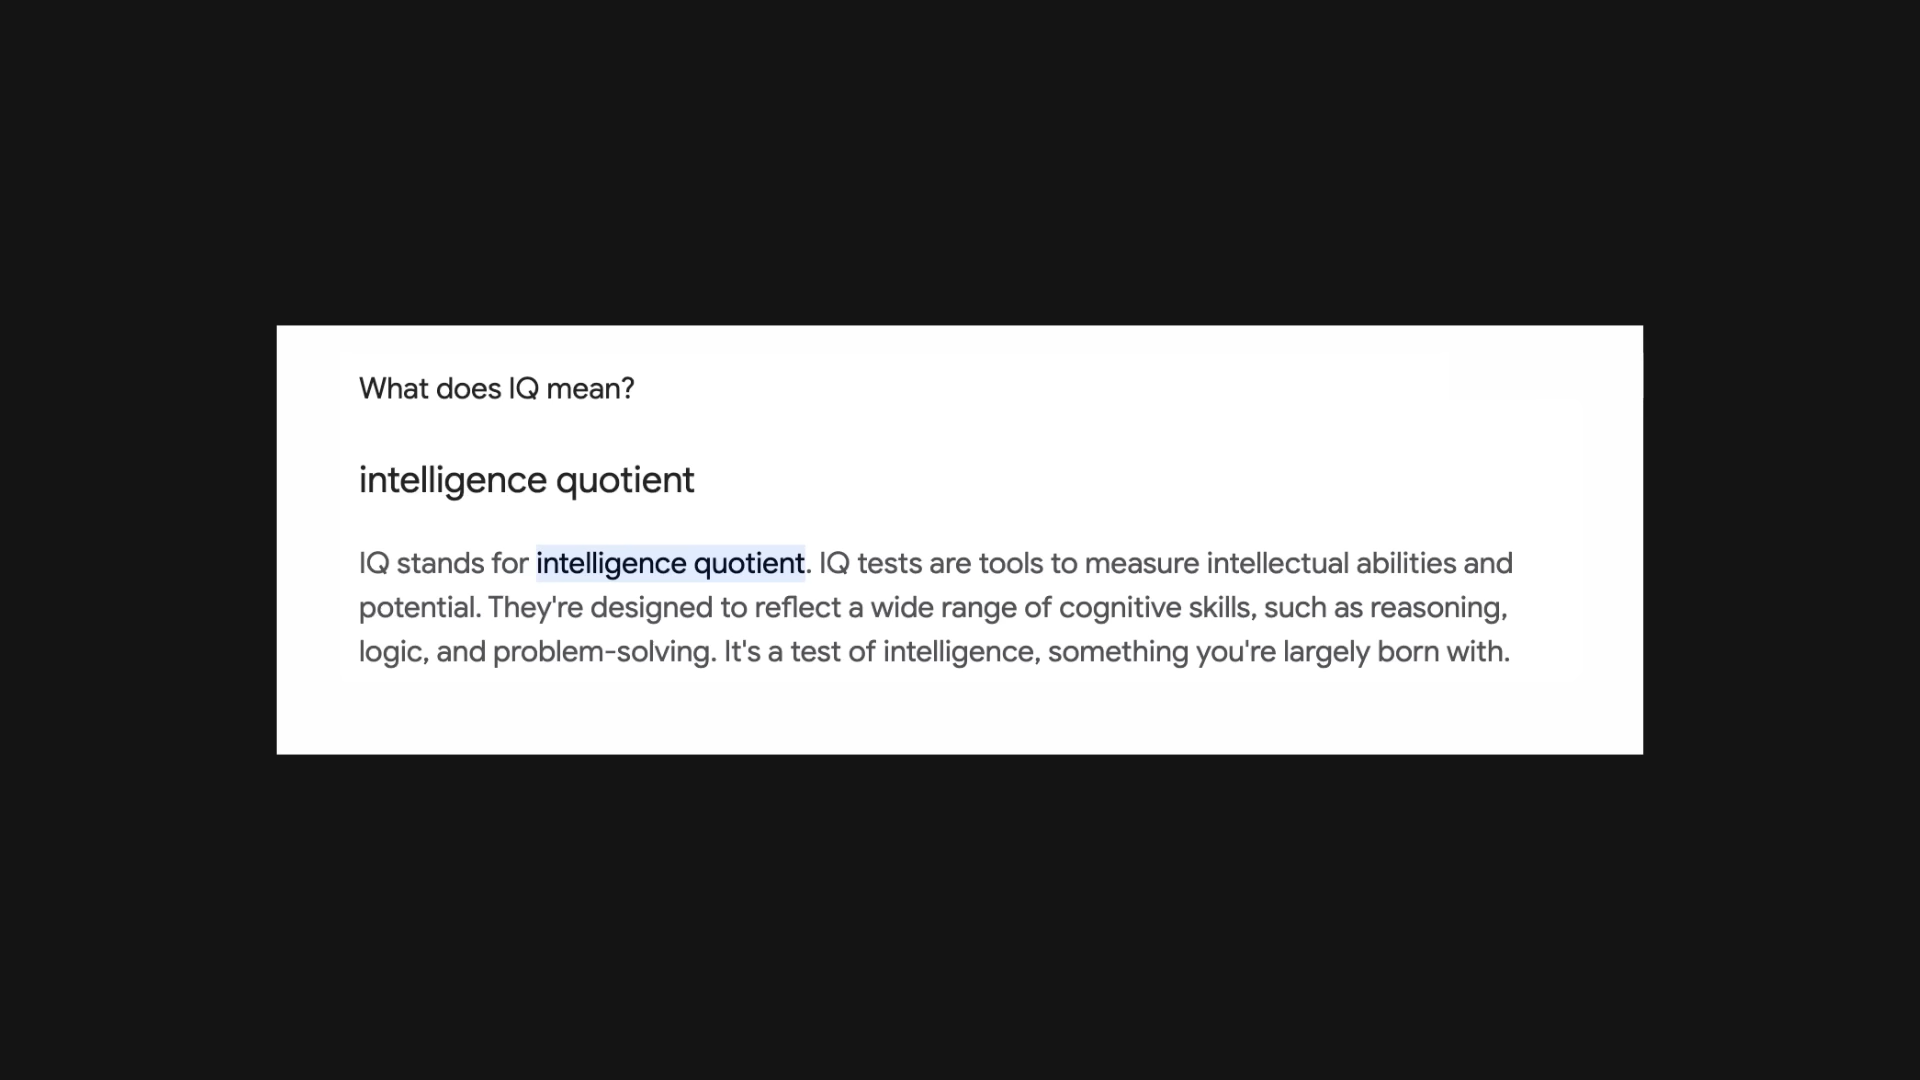 What does IQ mean?
intelligence quotient
IQ stands for intelligence quotient. IQ tests are tools to measure intellectual abilities and
potential. They're designed to reflect a wide range of cognitive skills, such as reasoning,
logic, and problem-solving. It's a test of intelligence, something you're largely born with.